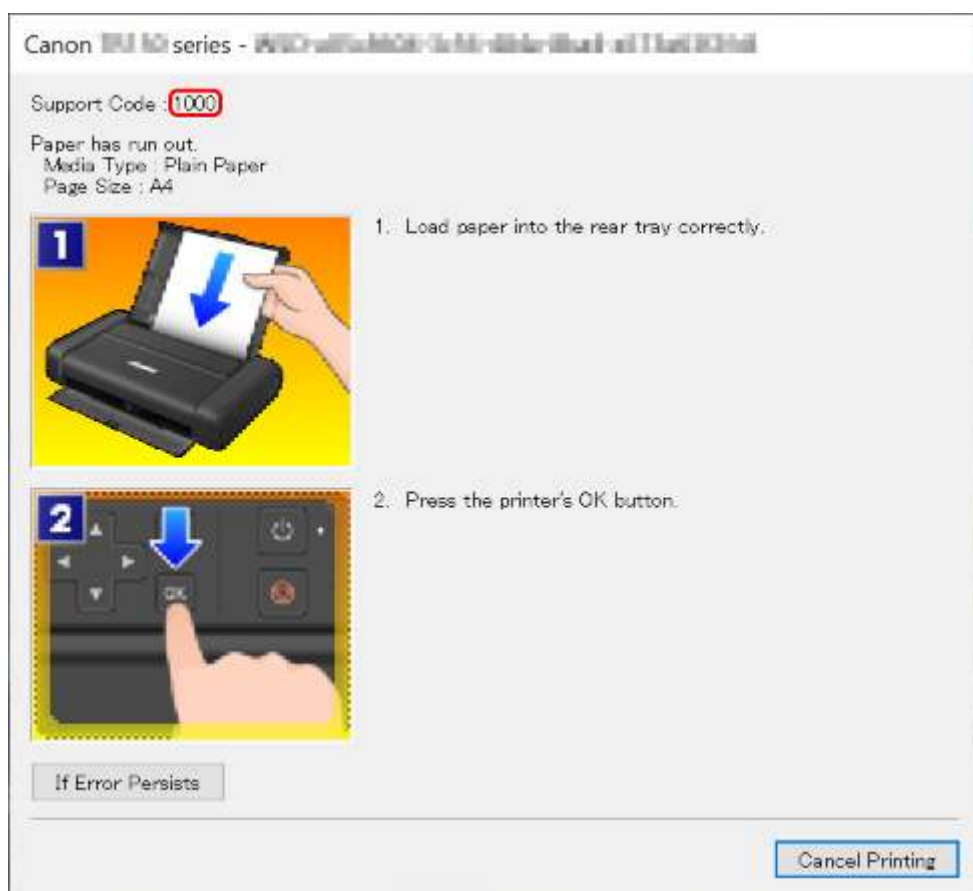 Canon series -
Support Code : 1000
Paper has run out.
Media Type : Plain Paper
Page Size : A4
1
1. Load paper into the rear tray correctly.
2
OK
2. Press the printer's OK button.
If Error Persists
Cancel Printing